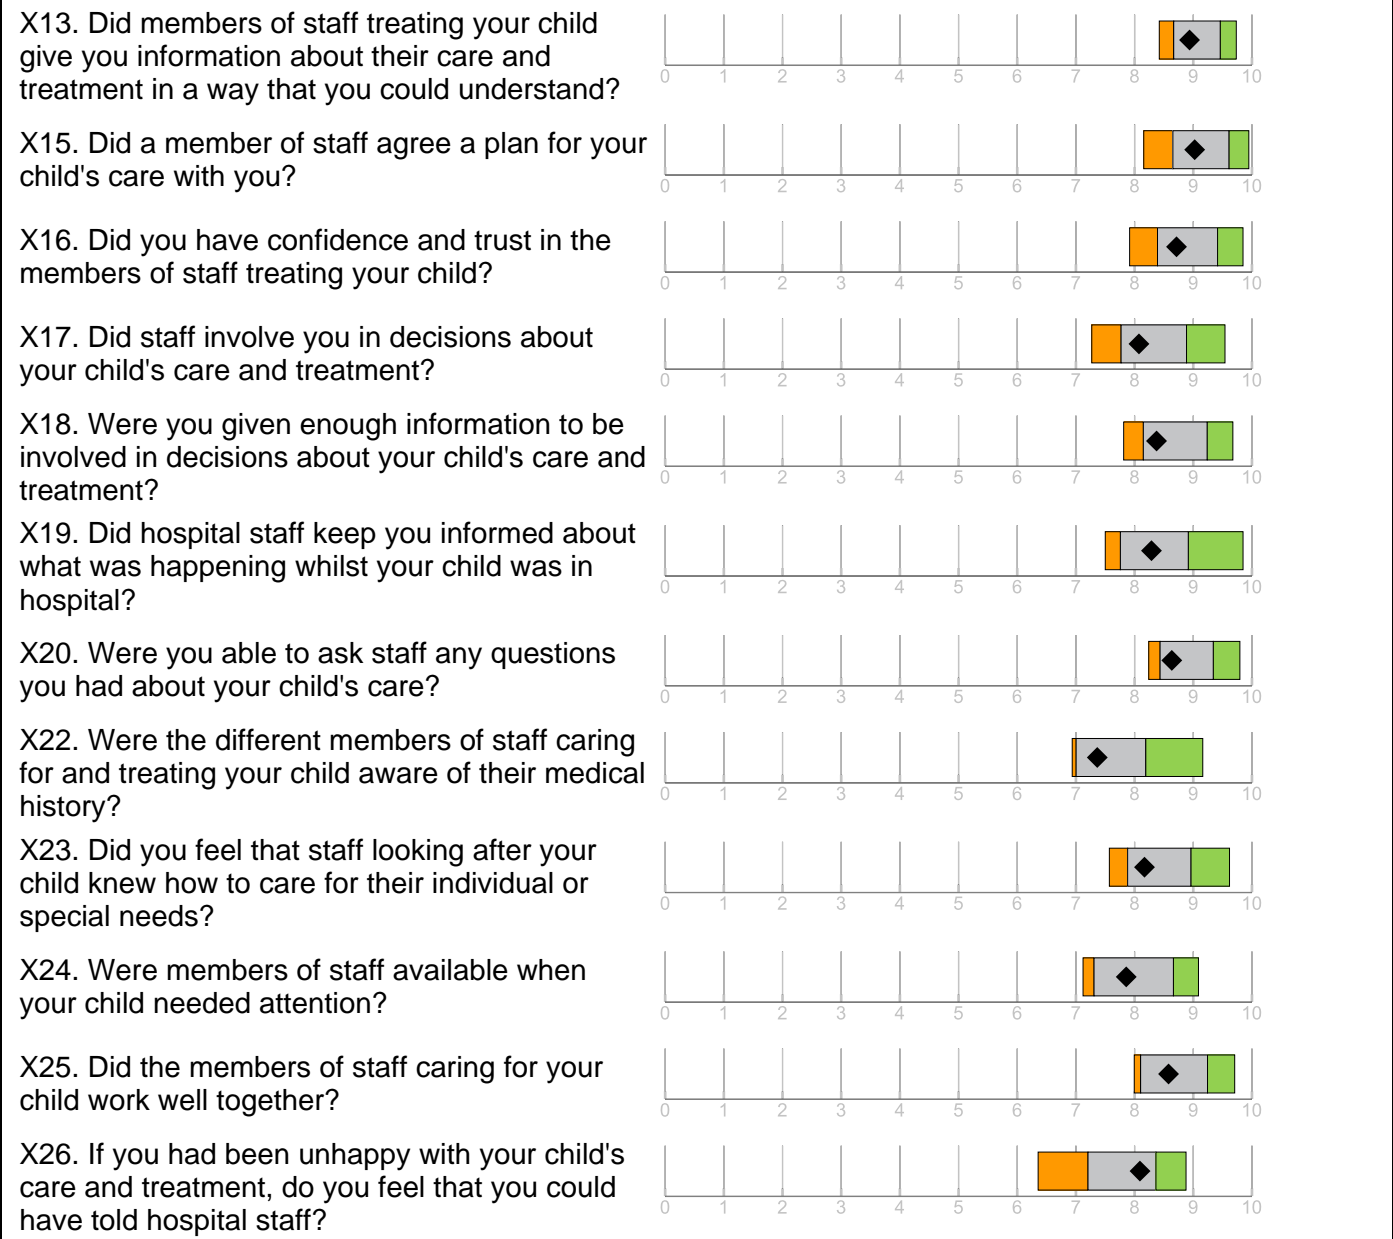 X13. Did members of staff treating your child
give you information about their care and
treatment in a way that you could understand?
0 1 2 3 4 5 6 7 8 9 10
X15. Did a member of staff agree a plan for your
child's care with you?
0 1 2 3 4 5 6 7 8 9 10
X16. Did you have confidence and trust in the
members of staff treating your child?
0 1 2 3 4 5 6 7 8 9 10
X17. Did staff involve you in decisions about
your child's care and treatment?
0 1 2 3 4 5 6 7 8 9 10
X18. Were you given enough information to be
involved in decisions about your child's care and
treatment?
0 1 2 3 4 5 6 7 8 9 10
X19. Did hospital staff keep you informed about
what was happening whilst your child was in
hospital?
0 1 2 3 4 5 6 7 8 9 10
X20. Were you able to ask staff any questions
you had about your child's care?
0 1 2 3 4 5 6 7 8 9 10
X22. Were the different members of staff caring
for and treating your child aware of their medical
history?
0 1 2 3 4 5 6 7 8 9 10
X23. Did you feel that staff looking after your
child knew how to care for their individual or
special needs?
0 1 2 3 4 5 6 7 8 9 10
X24. Were members of staff available when
your child needed attention?
0 1 2 3 4 5 6 7 8 9 10
X25. Did the members of staff caring for your
child work well together?
0 1 2 3 4 5 6 7 8 9 10
X26. If you had been unhappy with your child's
care and treatment, do you feel that you could
have told hospital staff?
0 1 2 3 4 5 6 7 8 9 10